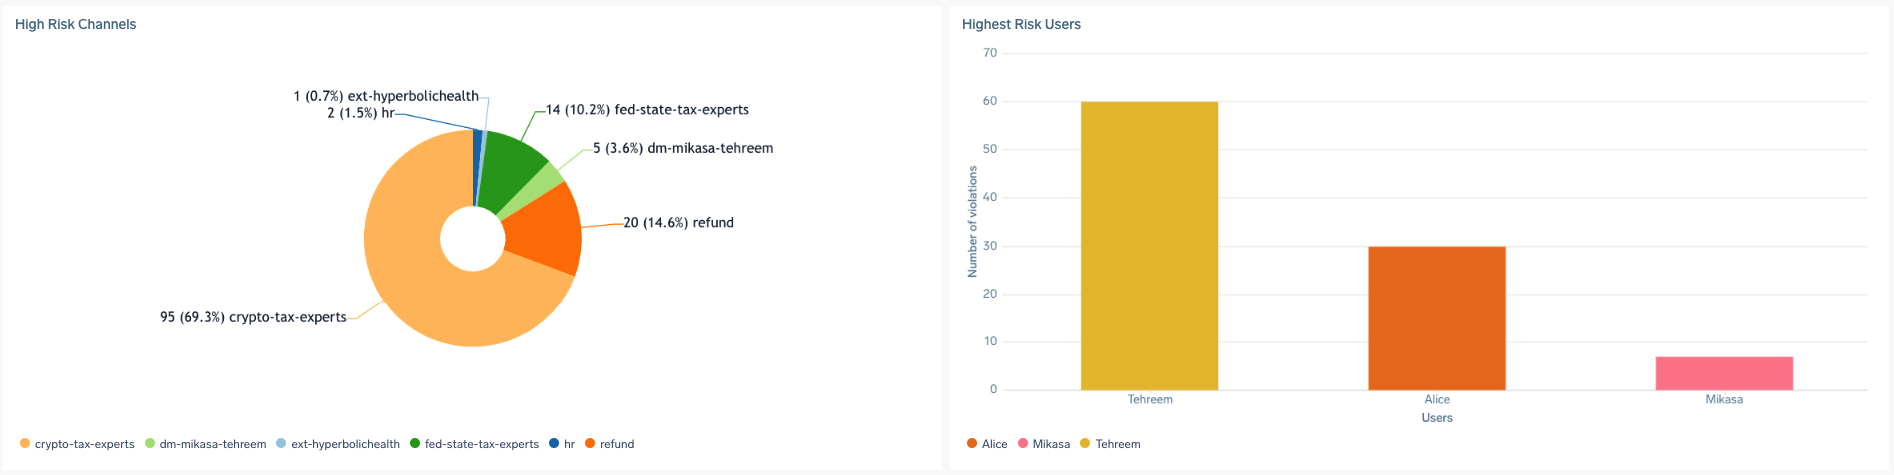 High Risk Channels
1 (0.7%) ext-hyperbolichealth
2 (1.5%) hr
14 (10.2%) fed-state-tax-experts
5 (3.6%) dm-mikasa-tehreem
20 (14.6%) refund
95 (69.3%) crypto-tax-experts
crypto-tax-experts dm-mikasa-tehreem ext-hyperbolichealth fed-state-tax-experts hr refund
Highest Risk Users
Number of violations
70
60
50
40
30
20
10
0
Tehreem Alice Mikasa
Users
Alice Mikasa Tehreem